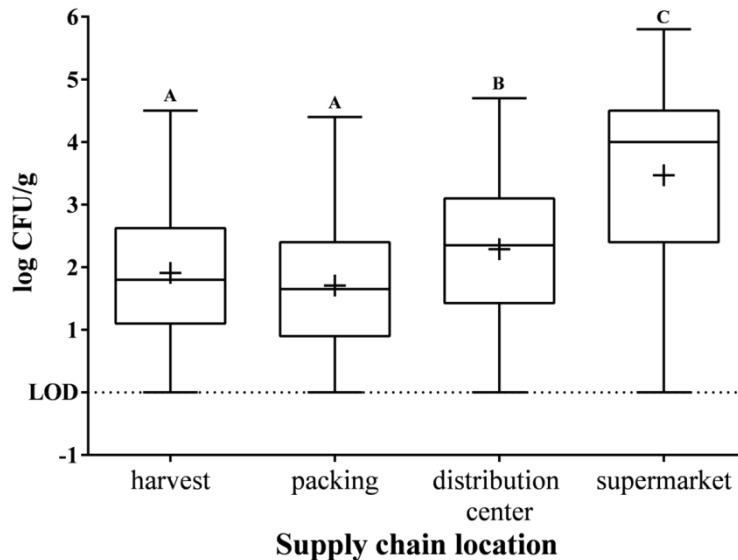 log CFU/g
6
5
4
3
2
1
LOD
-1
A
A
B
C
harvest
packing
distribution
center
supermarket
Supply chain location